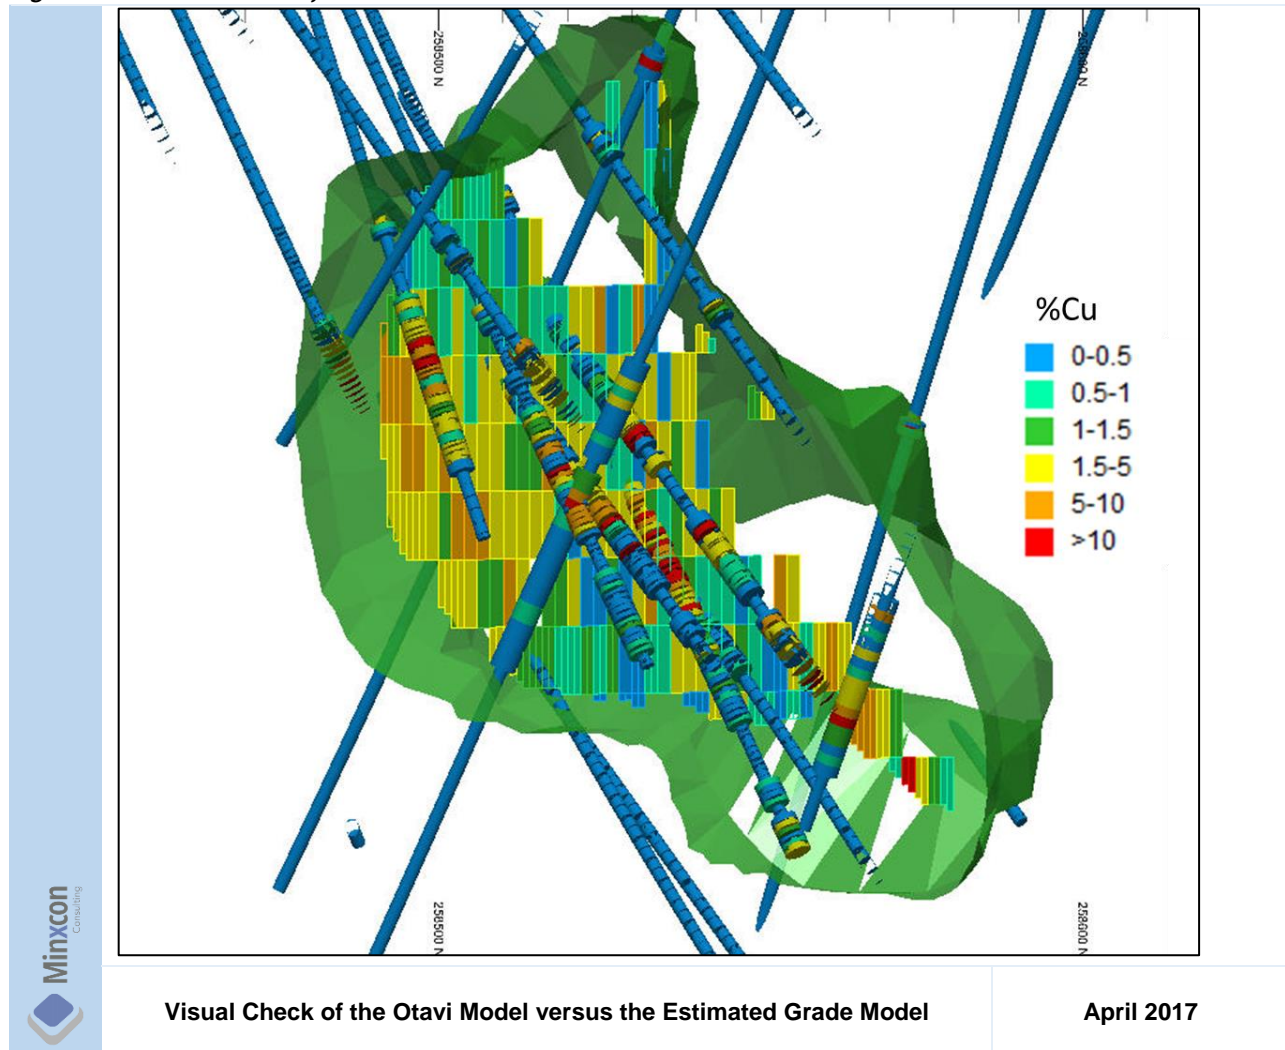 258500 N
258600 N
%Cu
0-0.5
0.5-1
1-1.5
1.5-5
5-10
>10
258500 N
258600 N
Minxcon
Consulting
Visual Check of the Otavi Model versus the Estimated Grade Model
April 2017